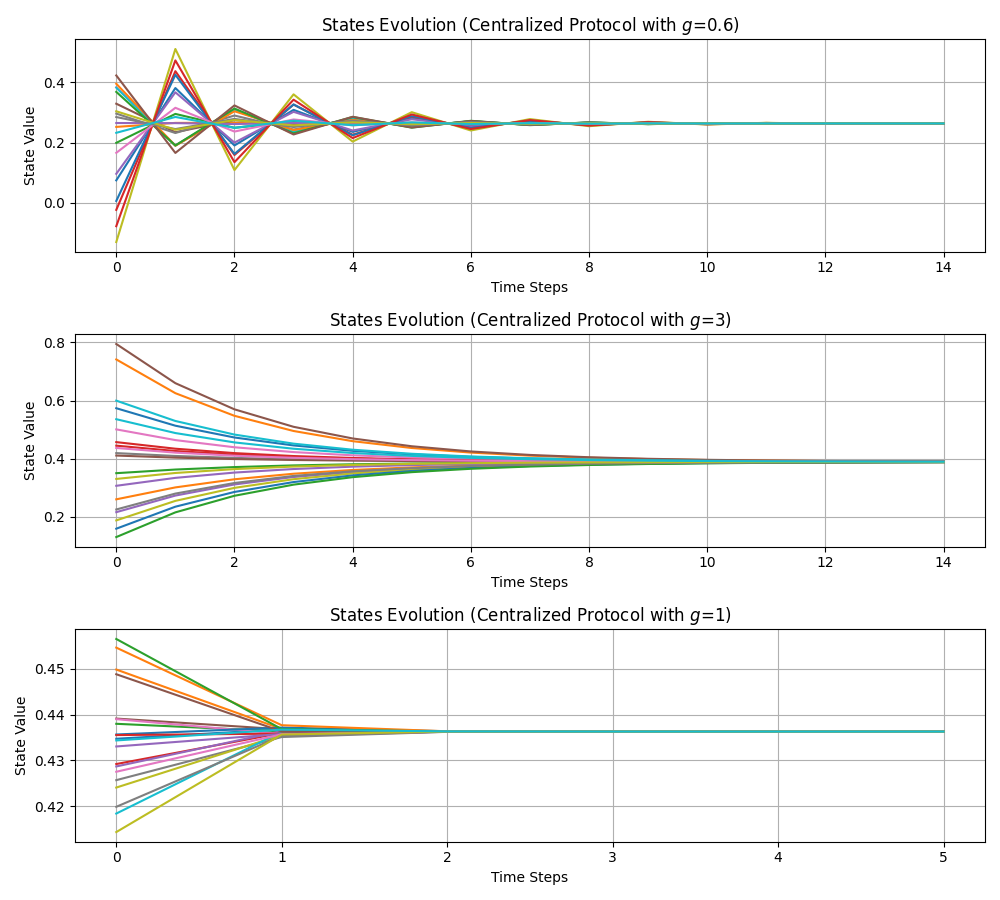 States Evolution (Centralized Protocol with g=0.6)
State Value
0.4
0.2
0.0
0 2 4 6 8 10 12 14
Time Steps
States Evolution (Centralized Protocol with g=3)
State Value
0.8
0.6
0.4
0.2
0 2 4 6 8 10 12 14
Time Steps
States Evolution (Centralized Protocol with g=1)
State Value
0.45
0.44
0.43
0.42
0 1 2 3 4 5
Time Steps